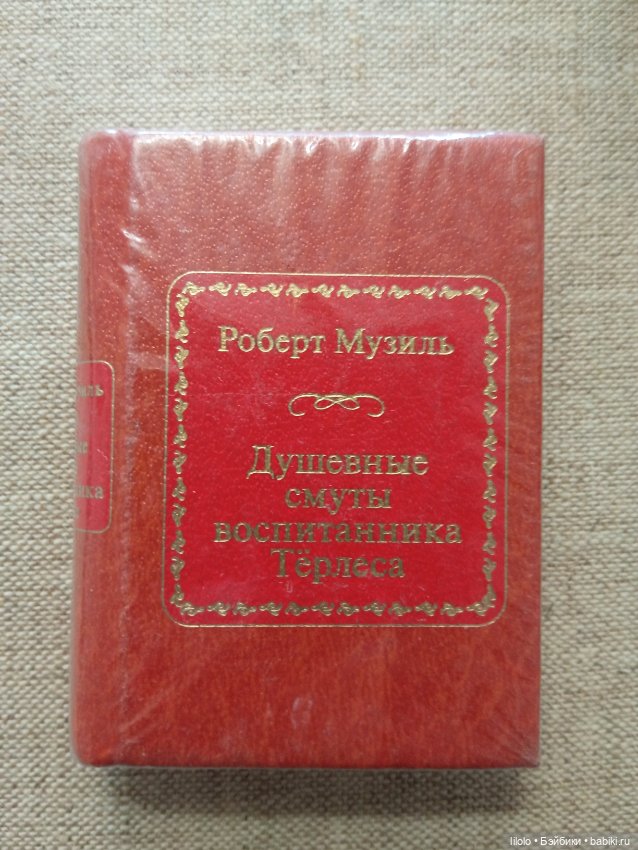 Роберт Музиль
Душевные
смуты
воспитанника
Тёрлеса
lilolo • Бэйбики • babiki.ru